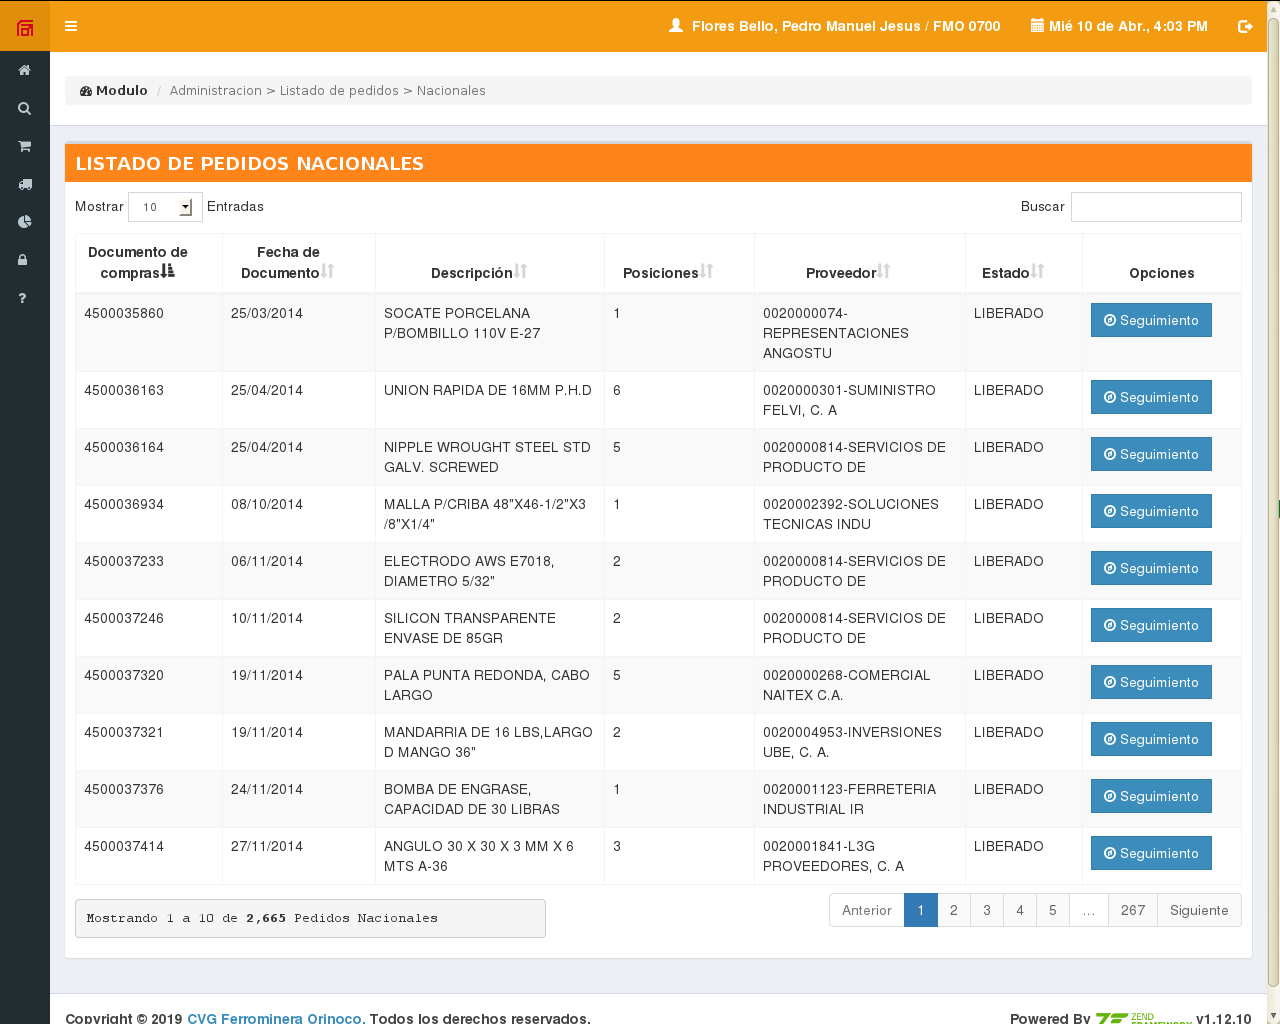 Flores Bello, Pedro Manuel Jesus / FMO 0700 Mié 10 de Abr., 4:03 PM
Modulo / Administracion > Listado de pedidos > Nacionales
LISTADO DE PEDIDOS NACIONALES
Mostrar 10 Entradas Buscar
Documento de compras Fecha de Documento Descripción Posiciones Proveedor Estado Opciones
4500035860 25/03/2014 SOCATE PORCELANA P/BOMBILLO 110V E-27 1 0020000074-REPRESENTACIONES ANGOSTU LIBERADO Seguimiento
4500036163 25/04/2014 UNION RAPIDA DE 16MM P.H.D 6 0020000301-SUMINISTRO FELVI, C. A LIBERADO Seguimiento
4500036164 25/04/2014 NIPPLE WROUGHT STEEL STD GALV. SCREWED 5 0020000814-SERVICIOS DE PRODUCTO DE LIBERADO Seguimiento
4500036934 08/10/2014 MALLA P/CRIBA 48"X46-1/2"X3/8"X1/4" 1 0020002392-SOLUCIONES TECNICAS INDU LIBERADO Seguimiento
4500037233 06/11/2014 ELECTRODO AWS E7018, DIAMETRO 5/32" 2 0020000814-SERVICIOS DE PRODUCTO DE LIBERADO Seguimiento
4500037246 10/11/2014 SILICON TRANSPARENTE ENVASE DE 85GR 2 0020000814-SERVICIOS DE PRODUCTO DE LIBERADO Seguimiento
4500037320 19/11/2014 PALA PUNTA REDONDA, CABO LARGO 5 0020000268-COMERCIAL NAITEX C.A. LIBERADO Seguimiento
4500037321 19/11/2014 MANDARRIA DE 16 LBS,LARGO D MANGO 36" 2 0020004953-INVERSIONES UBE, C. A. LIBERADO Seguimiento
4500037376 24/11/2014 BOMBA DE ENGRASE, CAPACIDAD DE 30 LIBRAS 1 0020001123-FERRETERIA INDUSTRIAL IR LIBERADO Seguimiento
4500037414 27/11/2014 ANGULO 30 X 30 X 3 MM X 6 MTS A-36 3 0020001841-L3G PROVEEDORES, C. A LIBERADO Seguimiento
Mostrando 1 a 10 de 2,665 Pedidos Nacionales Anterior 1 2 3 4 5 … 267 Siguiente
Copyright © 2019 CVG Ferrominera Orinoco. Todos los derechos reservados. Powered By ZEND FRAMEWORK v1.12.10